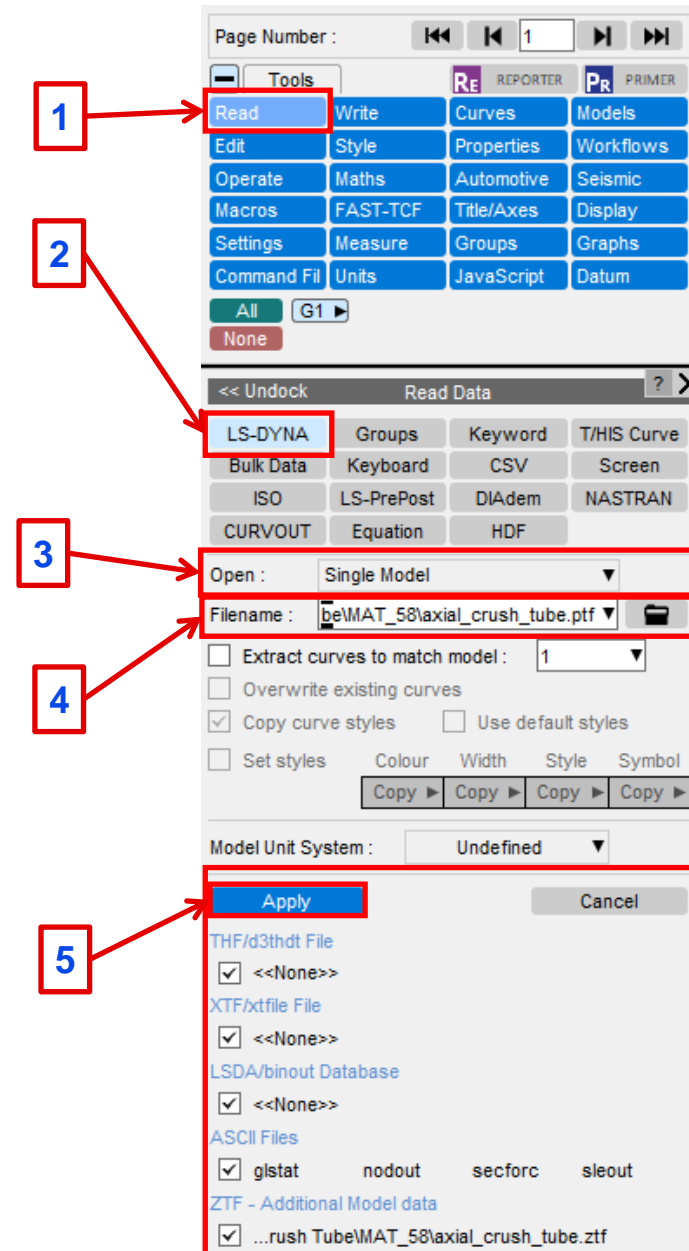 Page Number : 1
Tools RE REPORTER PR PRIMER
1
Read Write Curves Models
Edit Style Properties Workflows
Operate Maths Automotive Seismic
Macros FAST-TCF Title/Axes Display
2
Settings Measure Groups Graphs
Command Fil Units JavaScript Datum
All G1
None
<< Undock Read Data ? X
LS-DYNA Groups Keyword T/HIS Curve
Bulk Data Keyboard CSV Screen
ISO LS-PrePost DIAdem NASTRAN
CURVOUT Equation HDF
3
Open : Single Model
Filename : be\MAT_58\axial_crush_tube.ptf
4
Extract curves to match model : 1
Overwrite existing curves
Copy curve styles Use default styles
Set styles Colour Width Style Symbol
Copy Copy Copy Copy
Model Unit System : Undefined
Apply Cancel
5
THF/d3thdt File
<<None>>
XTF/xtfile File
<<None>>
LSDA/binout Database
<<None>>
ASCII Files
glstat nodout secforc sleout
ZTF - Additional Model data
...rush Tube\MAT_58\axial_crush_tube.ztf